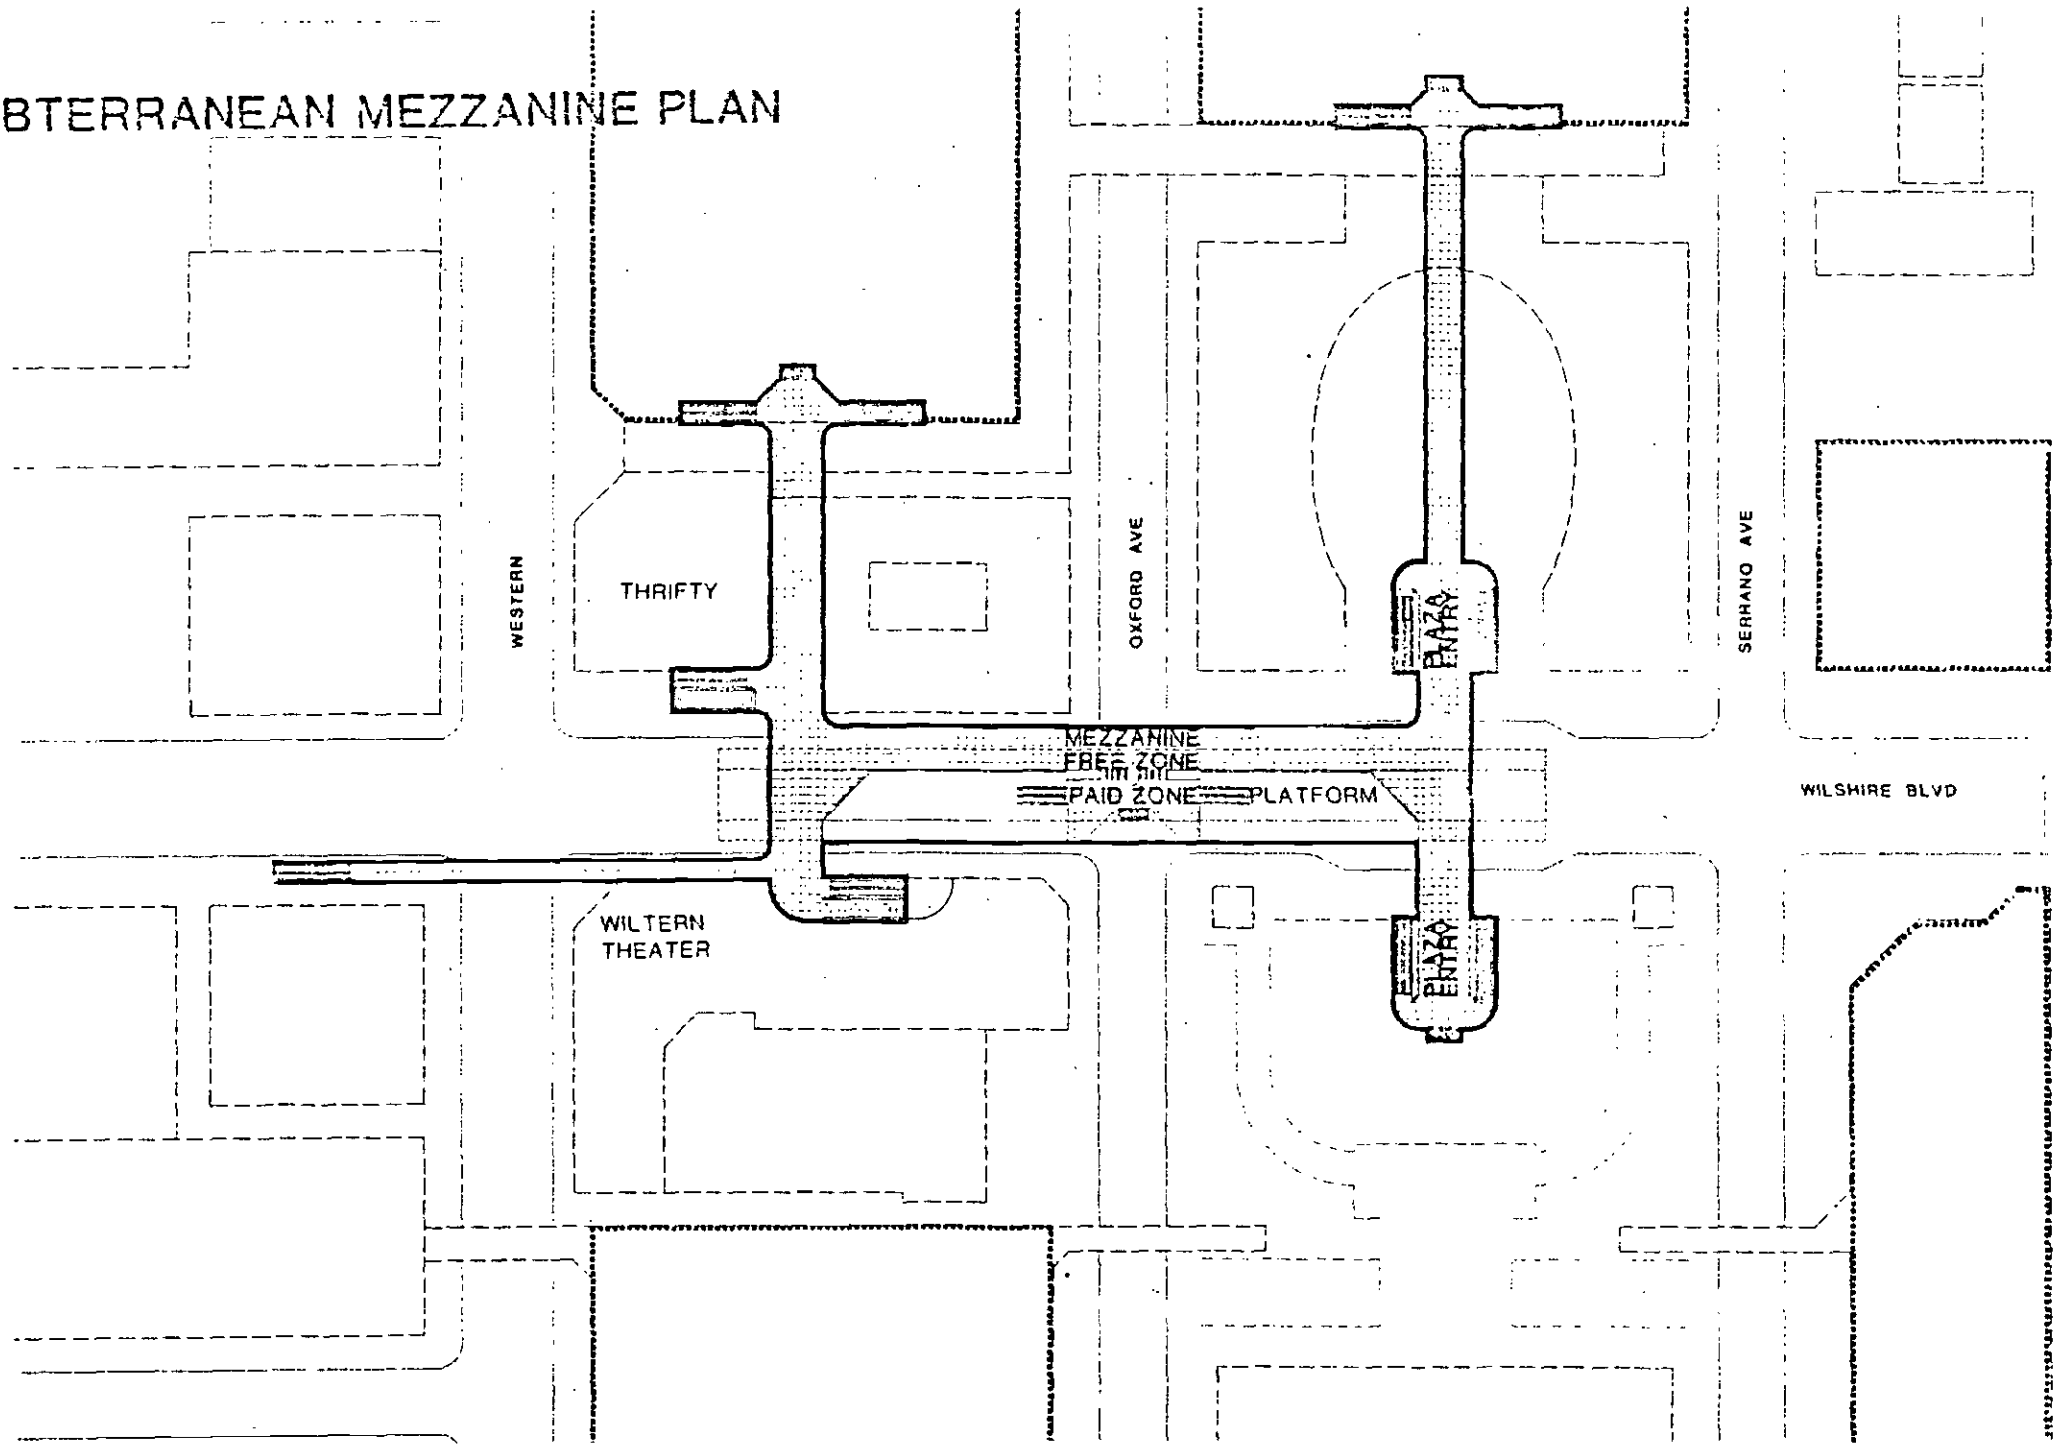 BTERRANEAN MEZZANINE PLAN
WESTERN
THRIFTY
OXFORD AVE
PLAZA
ENTRY
SERRANO AVE
MEZZANINE
FREE ZONE
PAID ZONE
PLATFORM
WILSHIRE BLVD
WILTERN
THEATER
PLAZA
ENTRY